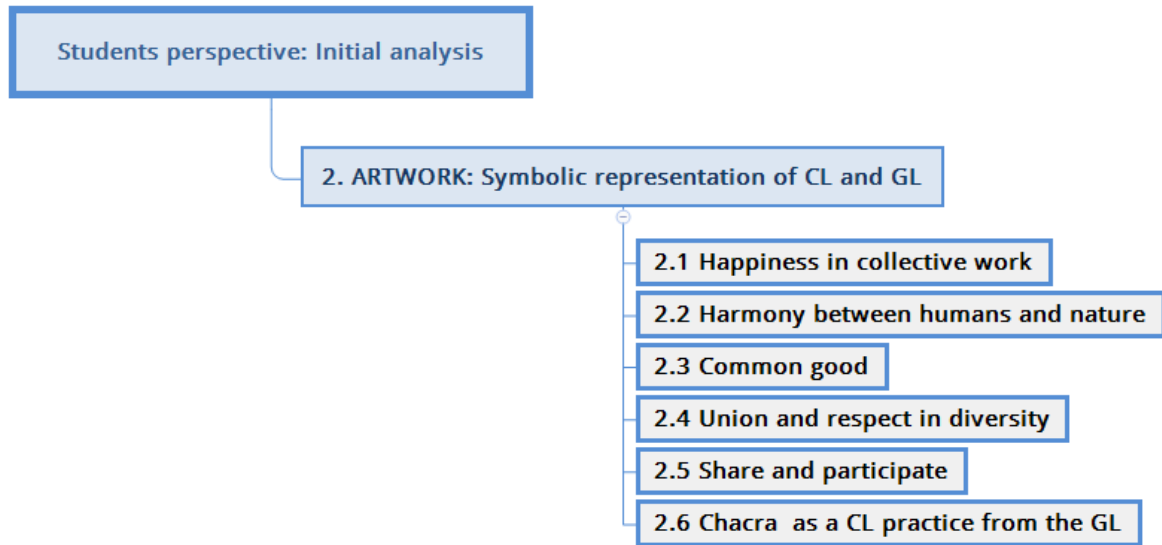 Students perspective: Initial analysis
2. ARTWORK: Symbolic representation of CL and GL
2.1 Happiness in collective work
2.2 Harmony between humans and nature
2.3 Common good
2.4 Union and respect in diversity
2.5 Share and participate
2.6 Chacra  as a CL practice from the GL